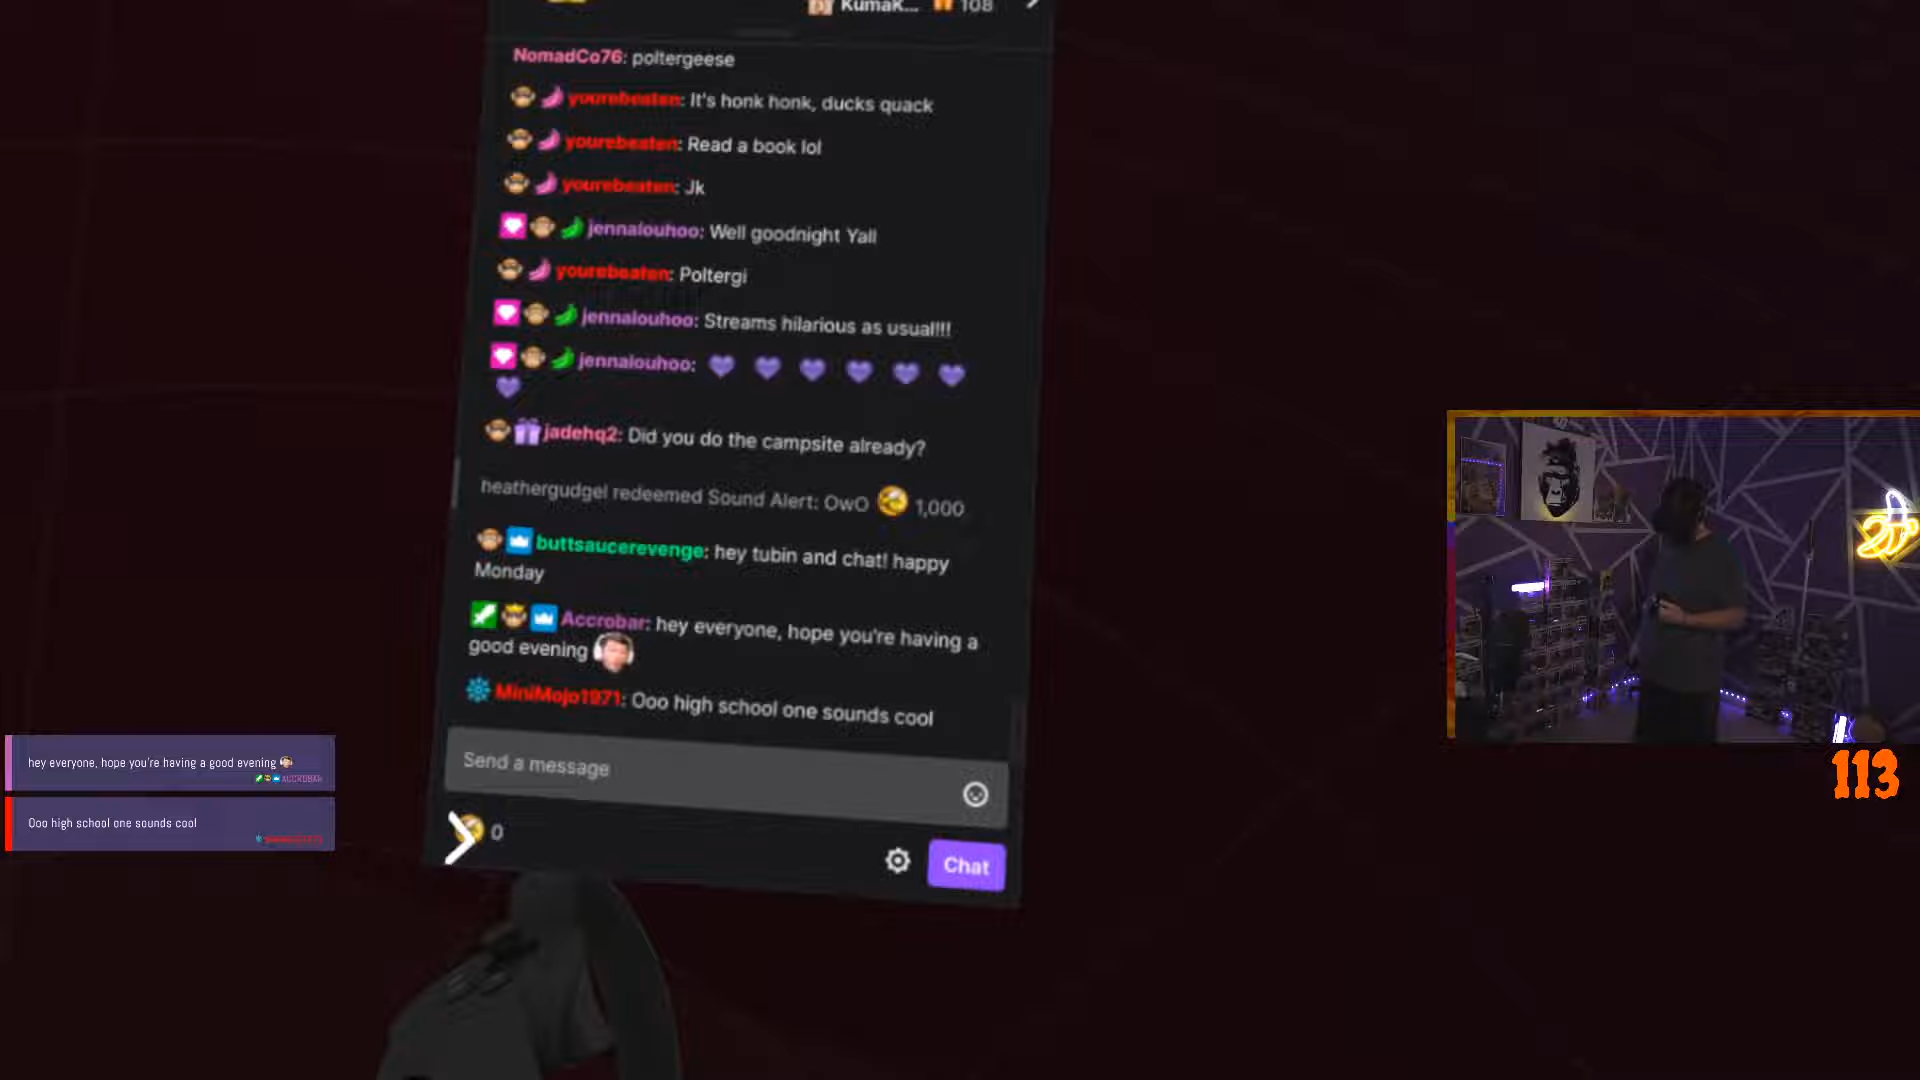 KumaK... 108
NomadCo76: poltergeese
yourebeaten: It's honk honk, ducks quack
yourebeaten: Read a book lol
yourebeaten: Jk
jennalouhoo: Well goodnight Yall
yourebeaten: Poltergi
jennalouhoo: Streams hilarious as usual!!!
jennalouhoo:
jadehq2: Did you do the campsite already?
heathergudgel redeemed Sound Alert: OwO 1,000
buttsaucerevenge: hey tubin and chat! happy
Monday
Accrobar: hey everyone, hope you're having a
good evening
MiniMojo1971: Ooo high school one sounds cool
Send a message
0
Chat
hey everyone, hope you're having a good evening
ACCROBAR
Ooo high school one sounds cool
113